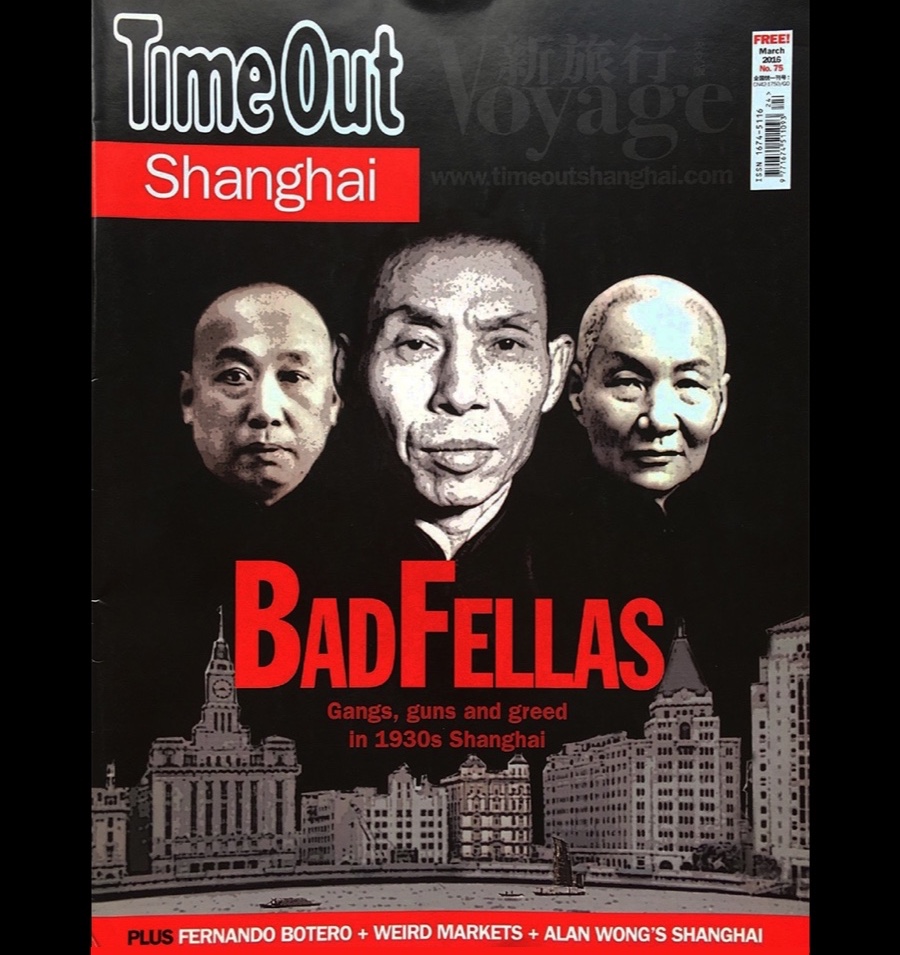 Time Out
Shanghai
新旅行
Voyage
www.timeoutshanghai.com
FREE!
March
2016
No. 75
ISSN 1674-5116
BADFELLAS
Gangs, guns and greed
in 1930s Shanghai
PLUS FERNANDO BOTERO + WEIRD MARKETS + ALAN WONG'S SHANGHAI